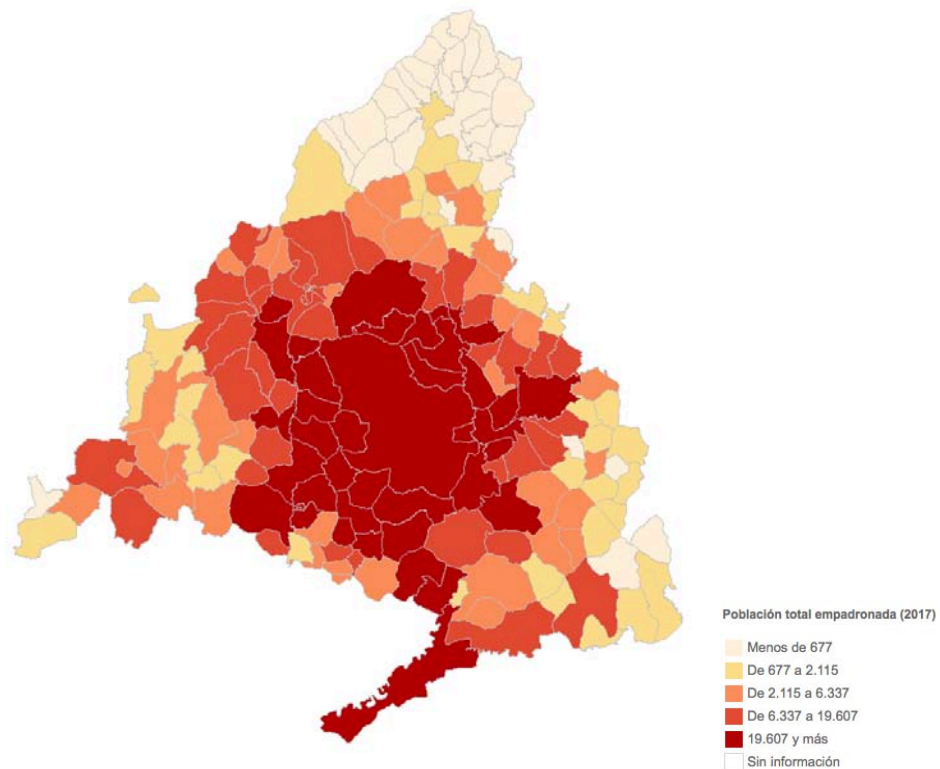 Población total empadronada (2017)
Menos de 677
De 677 a 2.115
De 2.115 a 6.337
De 6.337 a 19.607
19.607 y más
Sin información